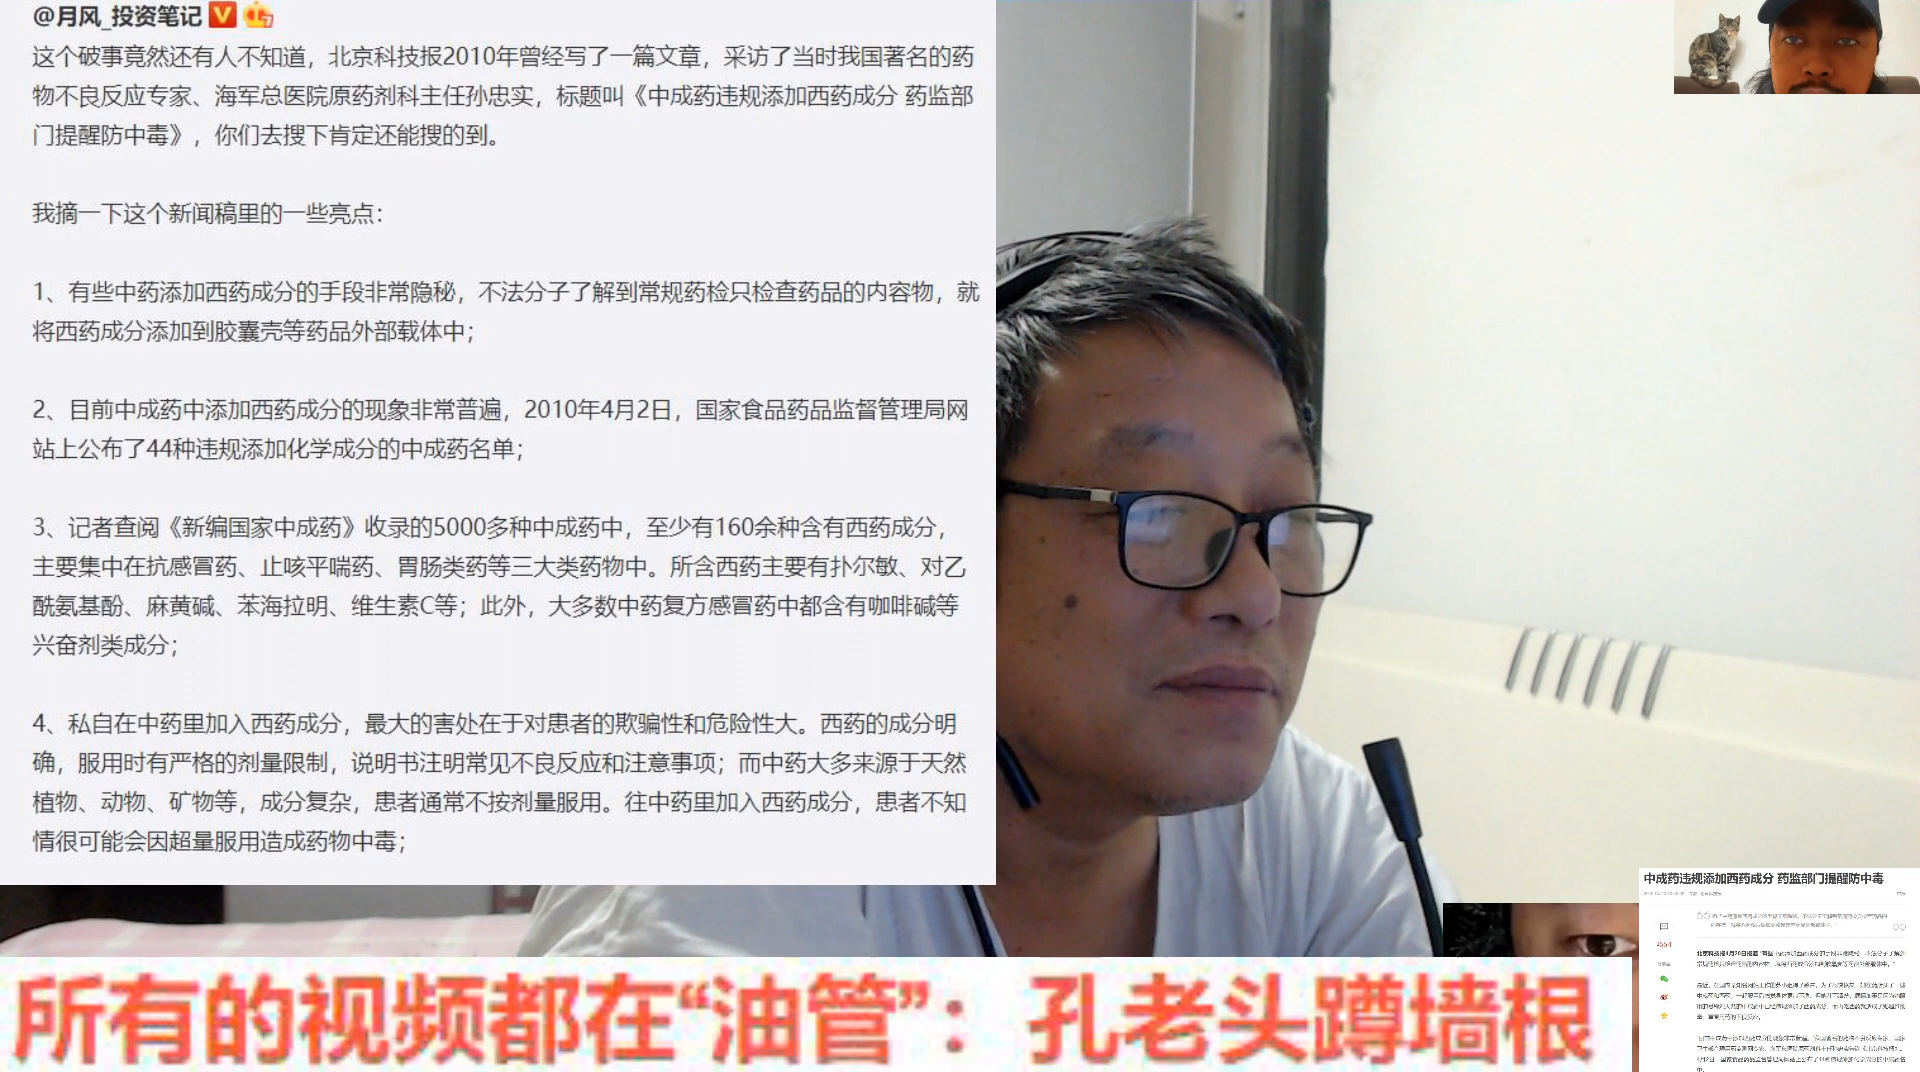 @月风_投资笔记
这个破事竟然还有人不知道，北京科技报2010年曾经写了一篇文章，采访了当时我国著名的药
物不良反应专家、海军总医院原药剂科主任孙忠实，标题叫《中成药违规添加西药成分 药监部
门提醒防中毒》，你们去搜下肯定还能搜的到。
我摘一下这个新闻稿里的一些亮点：
1、有些中药添加西药成分的手段非常隐秘，不法分子了解到常规药检只检查药品的内容物，就
将西药成分添加到胶囊壳等药品外部载体中；
2、目前中成药中添加西药成分的现象非常普遍，2010年4月2日，国家食品药品监督管理局网
站上公布了44种违规添加化学成分的中成药名单；
3、记者查阅《新编国家中成药》收录的5000多种中成药中，至少有160余种含有西药成分，
主要集中在抗感冒药、止咳平喘药、胃肠类药等三大类药物中。所含西药主要有扑尔敏、对乙
酰氨基酚、麻黄碱、苯海拉明、维生素C等；此外，大多数中药复方感冒药中都含有咖啡碱等
兴奋剂类成分；
4、私自在中药里加入西药成分，最大的害处在于对患者的欺骗性和危险性大。西药的成分明
确，服用时有严格的剂量限制，说明书注明常见不良反应和注意事项；而中药大多来源于天然
植物、动物、矿物等，成分复杂，患者通常不按剂量服用。往中药里加入西药成分，患者不知
情很可能会因超量服用造成药物中毒；
中成药违规添加西药成分 药监部门提醒防中毒
所有的视频都在“油管”：孔老头蹲墙根